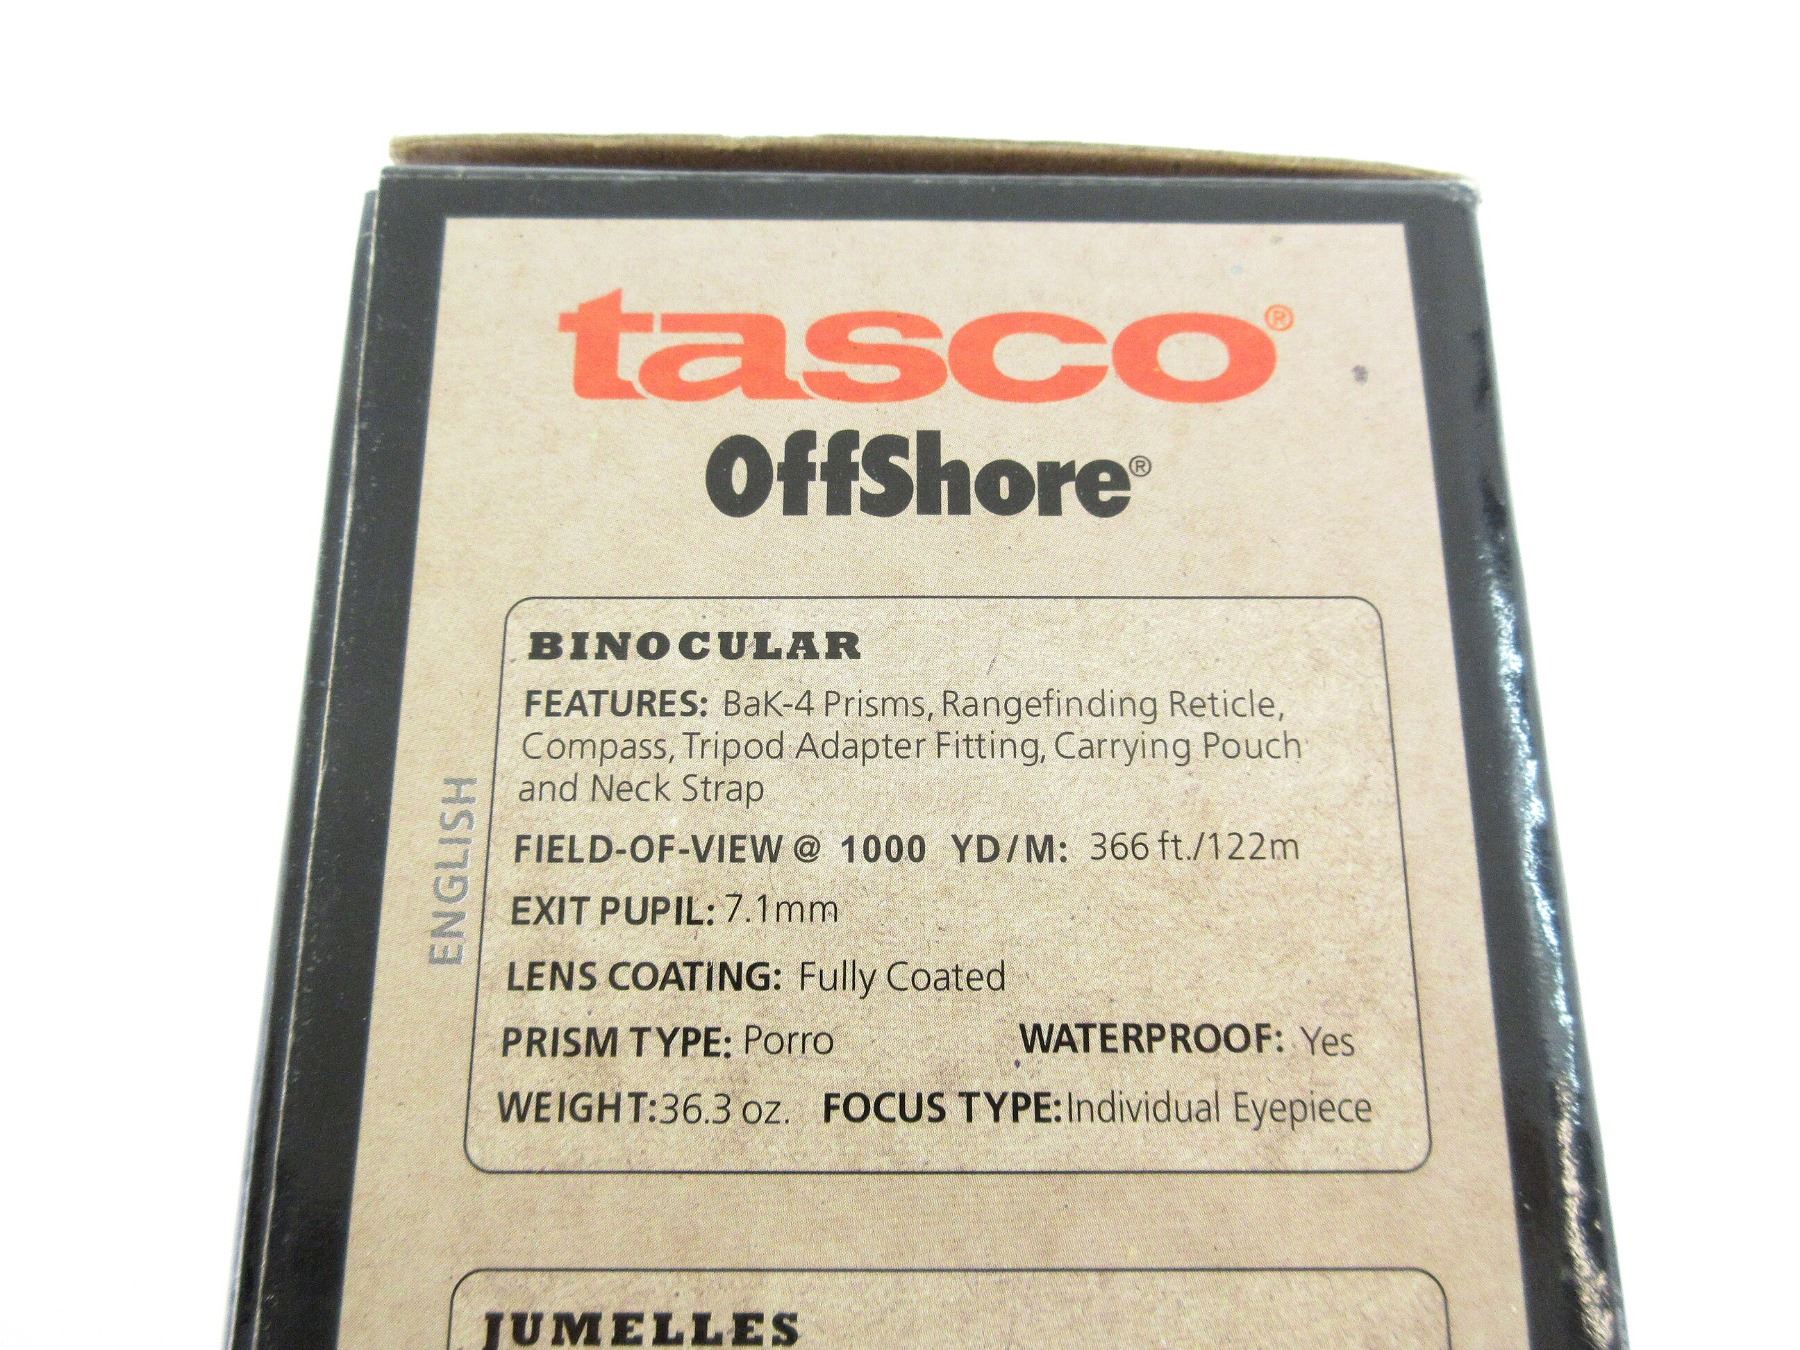 tasco®
OffShore®
BINOCULAR
FEATURES: BaK-4 Prisms, Rangefinding Reticle,
Compass, Tripod Adapter Fitting, Carrying Pouch
and Neck Strap
FIELD-OF-VIEW @ 1000 YD/M: 366 ft./122m
EXIT PUPIL: 7.1mm
LENS COATING: Fully Coated
PRISM TYPE: Porro WATERPROOF: Yes
WEIGHT:36.3 oz. FOCUS TYPE:Individual Eyepiece
ENGLISH
JUMELLES